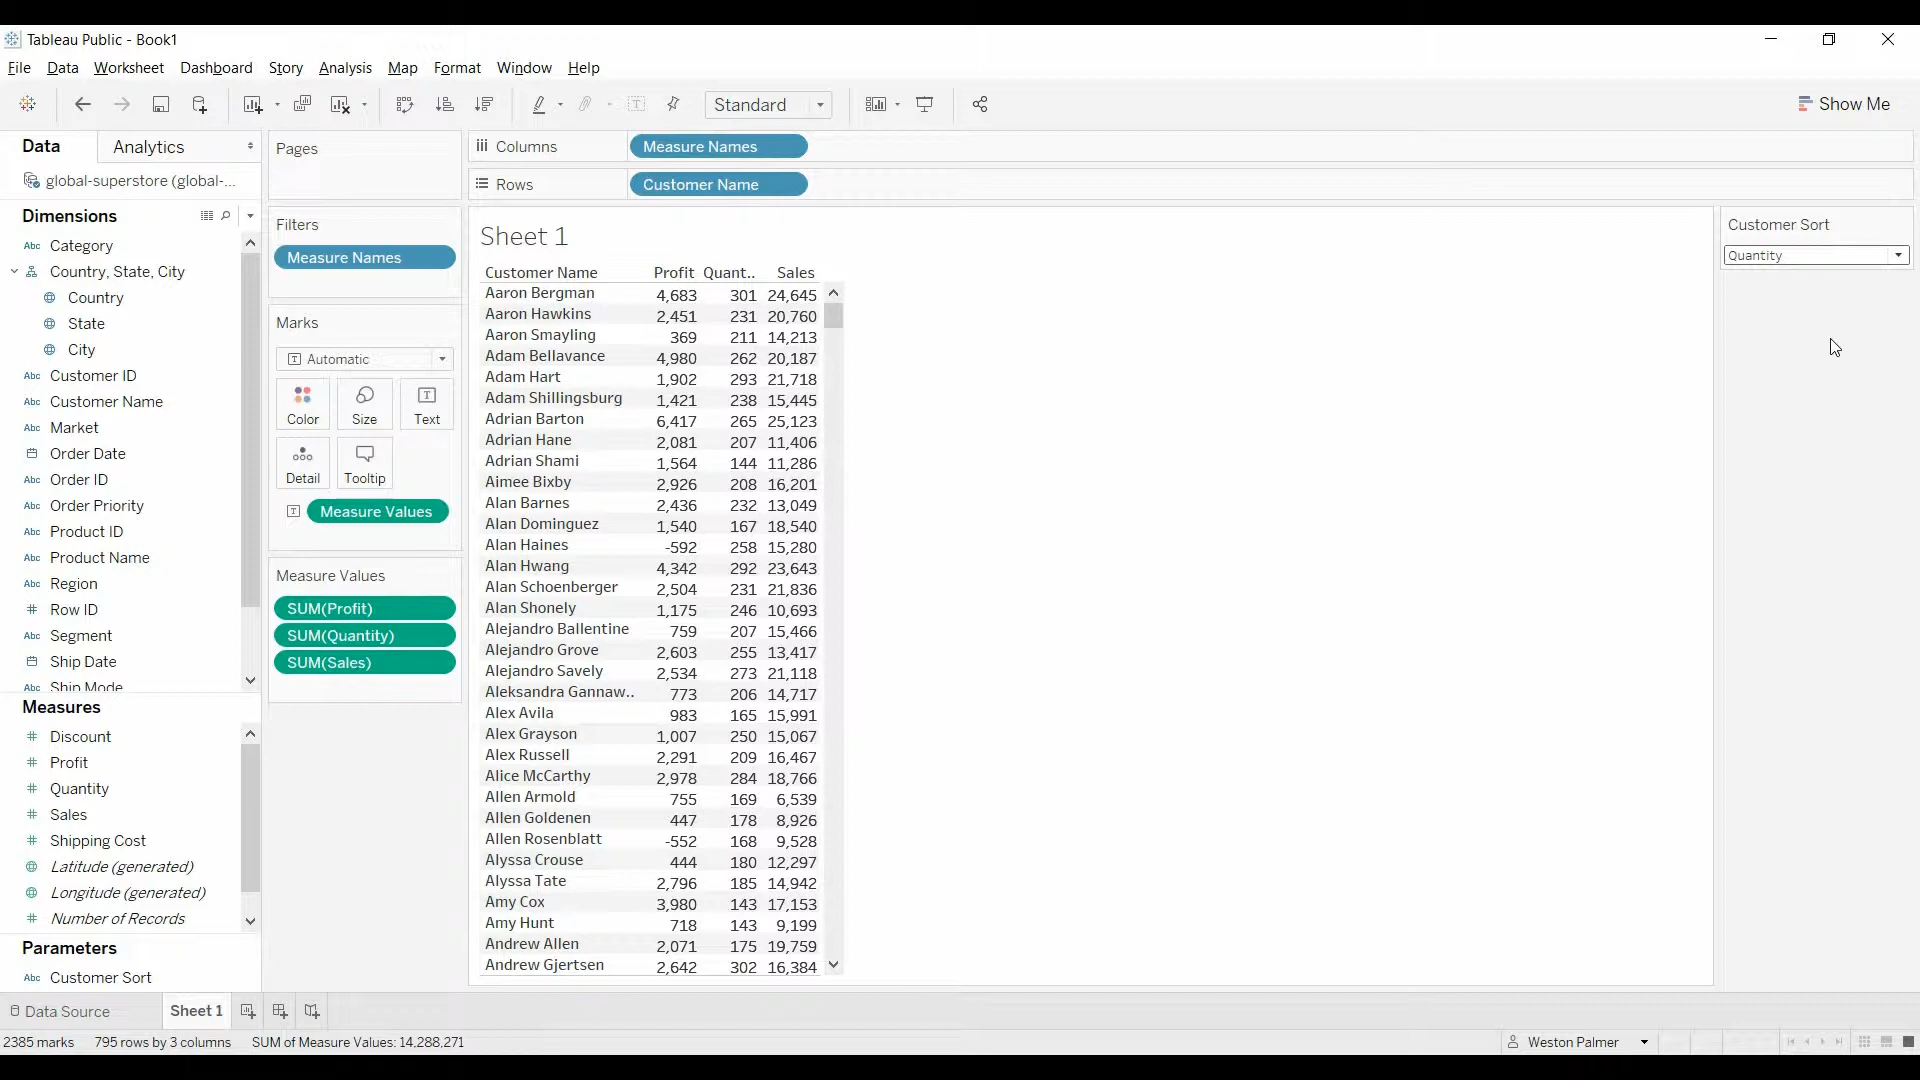 Tableau Public - Book1
File Data Worksheet Dashboard Story Analysis Map Format Window Help
Standard
Show Me
Data Analytics
global-superstore (global-...
Dimensions
Abc Category
Country, State, City
Country
State
City
Abc Customer ID
Abc Customer Name
Abc Market
Order Date
Abc Order ID
Abc Order Priority
Abc Product ID
Abc Product Name
Abc Region
# Row ID
Abc Segment
Ship Date
Abc Ship Mode
Measures
# Discount
# Profit
# Quantity
# Sales
# Shipping Cost
Latitude (generated)
Longitude (generated)
# Number of Records
Parameters
Abc Customer Sort
Pages
Filters
Measure Names
Marks
T Automatic
Color Size Text
Detail Tooltip
T Measure Values
Measure Values
SUM(Profit)
SUM(Quantity)
SUM(Sales)
Columns Measure Names
Rows Customer Name
Sheet 1
Customer Name Profit Quant.. Sales
Aaron Bergman 4,683 301 24,645
Aaron Hawkins 2,451 231 20,760
Aaron Smayling 369 211 14,213
Adam Bellavance 4,980 262 20,187
Adam Hart 1,902 293 21,718
Adam Shillingsburg 1,421 238 15,445
Adrian Barton 6,417 265 25,123
Adrian Hane 2,081 207 11,406
Adrian Shami 1,564 144 11,286
Aimee Bixby 2,926 208 16,201
Alan Barnes 2,436 232 13,049
Alan Dominguez 1,540 167 18,540
Alan Haines -592 258 15,280
Alan Hwang 4,342 292 23,643
Alan Schoenberger 2,504 231 21,836
Alan Shonely 1,175 246 10,693
Alejandro Ballentine 759 207 15,466
Alejandro Grove 2,603 255 13,417
Alejandro Savely 2,534 273 21,118
Aleksandra Gannaw.. 773 206 14,717
Alex Avila 983 165 15,991
Alex Grayson 1,007 250 15,067
Alex Russell 2,291 209 16,467
Alice McCarthy 2,978 284 18,766
Allen Armold 755 169 6,539
Allen Goldenen 447 178 8,926
Allen Rosenblatt -552 168 9,528
Alyssa Crouse 444 180 12,297
Alyssa Tate 2,796 185 14,942
Amy Cox 3,980 143 17,153
Amy Hunt 718 143 9,199
Andrew Allen 2,071 175 19,759
Andrew Gjertsen 2,642 302 16,384
Customer Sort
Quantity
Data Source Sheet 1
2385 marks 795 rows by 3 columns SUM of Measure Values: 14,288,271
Weston Palmer